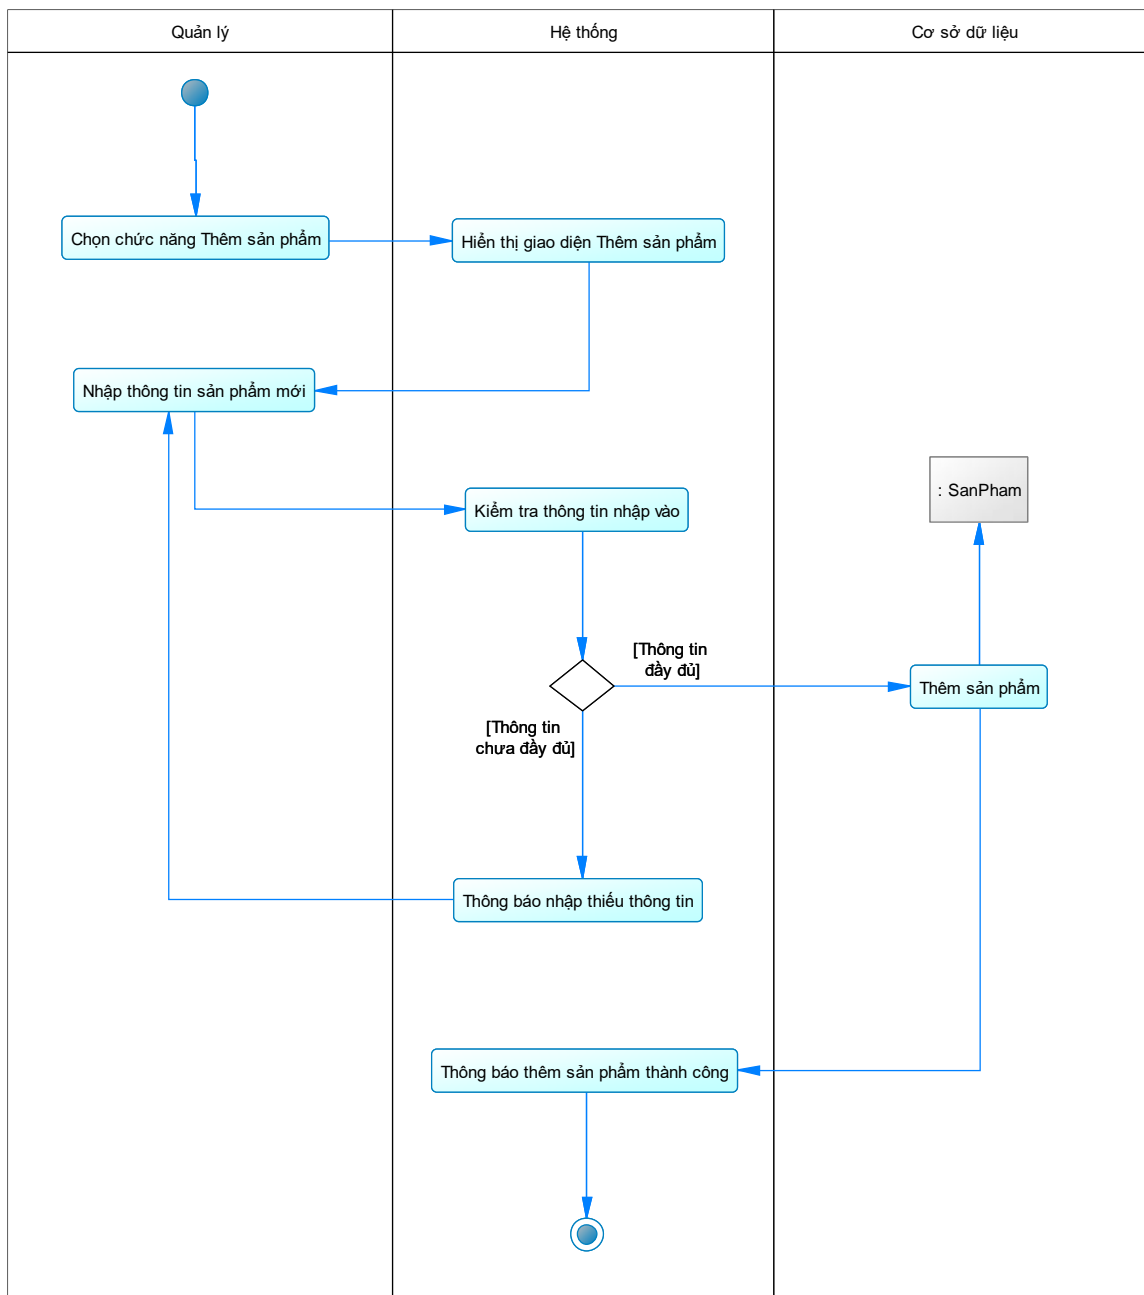 Quản lý
Hệ thống
Cơ sở dữ liệu
Chọn chức năng Thêm sản phẩm
Hiển thị giao diện Thêm sản phẩm
Nhập thông tin sản phẩm mới
Kiểm tra thông tin nhập vào
: SanPham
[Thông tin
đầy đủ]
Thêm sản phẩm
[Thông tin
chưa đầy đủ]
Thông báo nhập thiếu thông tin
Thông báo thêm sản phẩm thành công